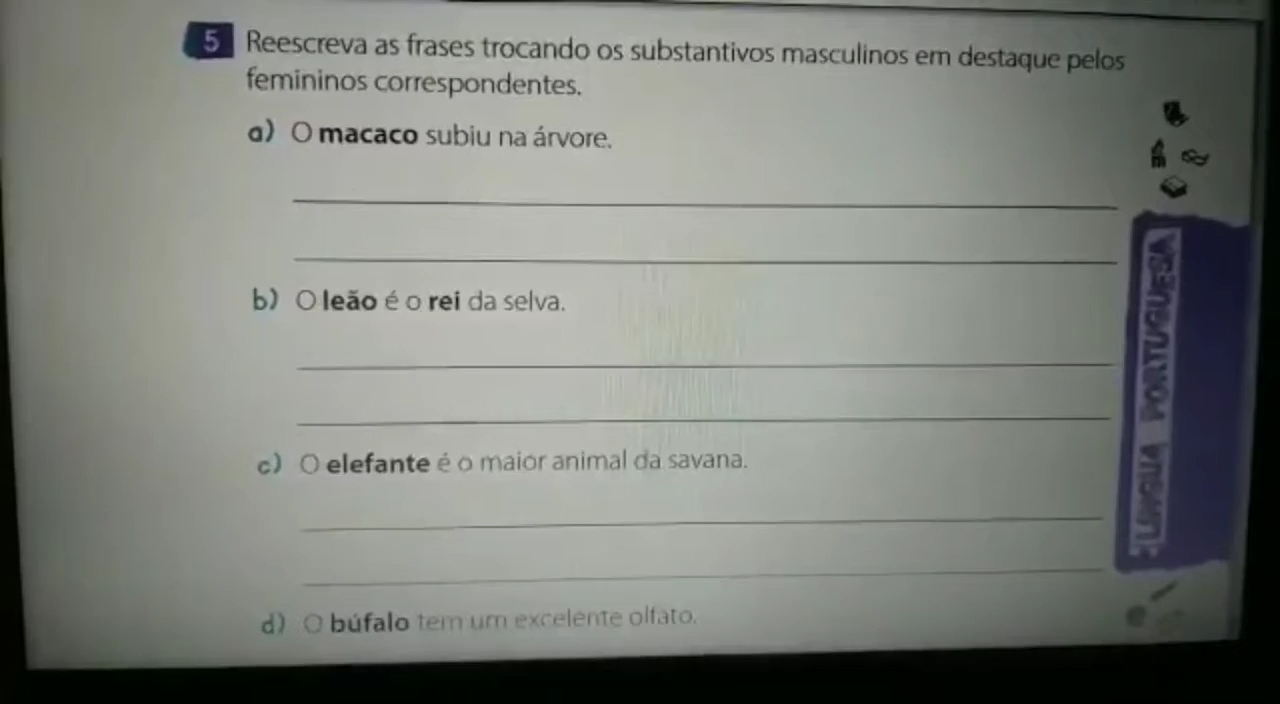 5 Reescreva as frases trocando os substantivos masculinos em destaque pelos
femininos correspondentes.
a) O macaco subiu na árvore.
b) O leão é o rei da selva.
c) O elefante é o maior animal da savana.
d) O búfalo tem um excelente olfato.
LÍNGUA PORTUGUESA